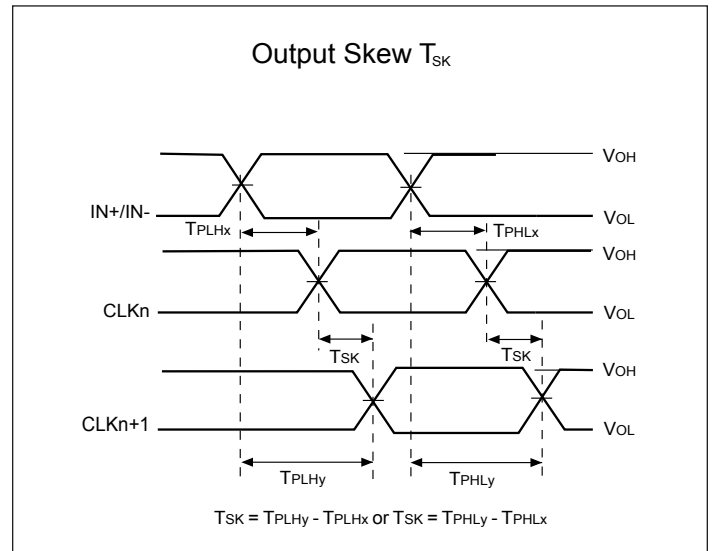 Output Skew TSK
VOH
IN+/IN-
VOL
TPLHx
TPHLx
VOH
CLKn
VOL
TSK
TSK
VOH
CLKn+1
VOL
TPLHy
TPHLy
TSK = TPLHy - TPLHx or TSK = TPHLy - TPHLx